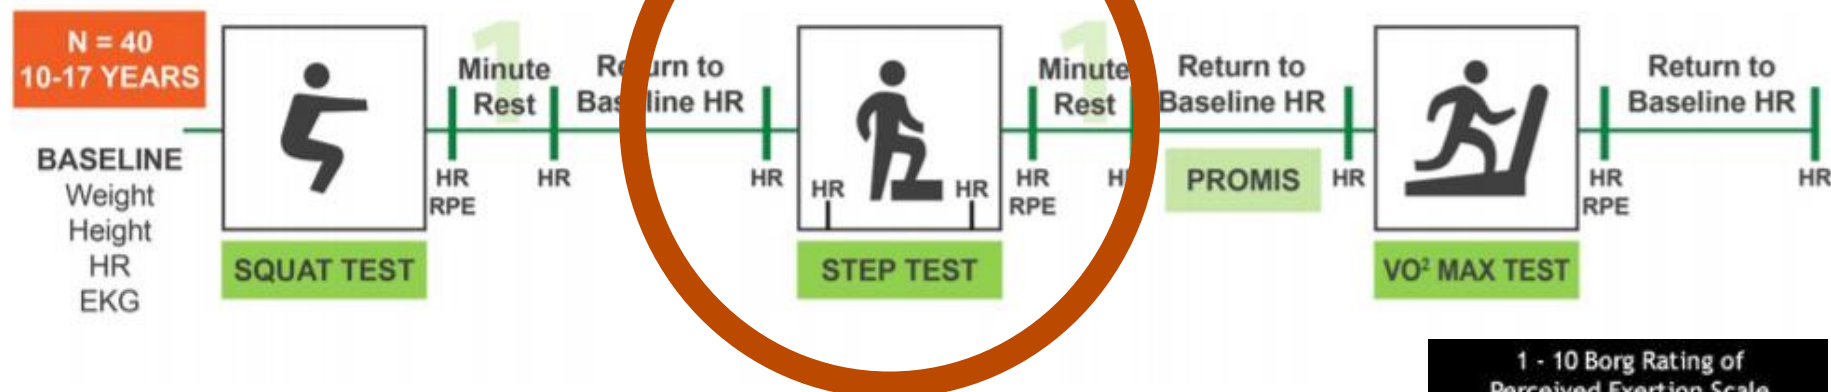 N = 40
10-17 YEARS
BASELINE
Weight
Height
HR
EKG
SQUAT TEST
HR
RPE
1
Minute
Rest
HR
Return to
Baseline HR
HR
HR
HR
STEP TEST
HR
RPE
1
Minute
Rest
Return to
Baseline HR
PROMIS
HR
VO² MAX TEST
HR
RPE
Return to
Baseline HR
HR
1 - 10 Borg Rating of
Perceived Exertion Scale